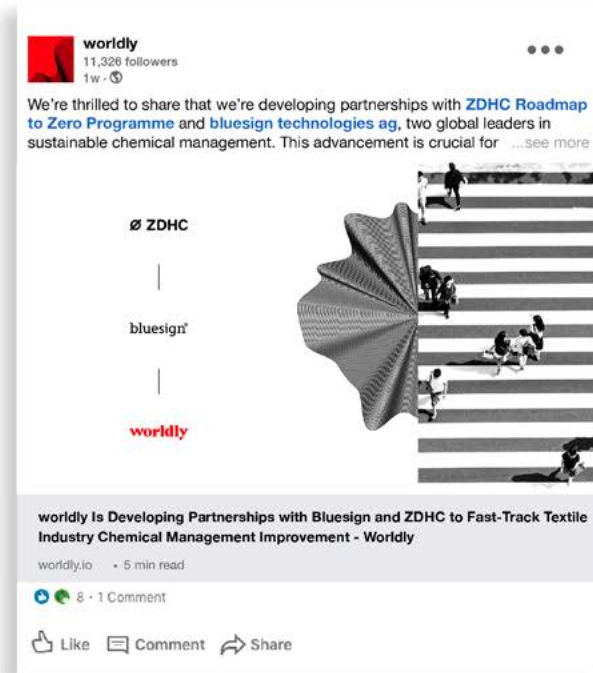 worldly
11,326 followers
1w •
We're thrilled to share that we're developing partnerships with ZDHC Roadmap
to Zero Programme and bluesign technologies ag, two global leaders in
sustainable chemical management. This advancement is crucial for ...see more
Ø ZDHC
bluesign®
worldly
worldly Is Developing Partnerships with Bluesign and ZDHC to Fast-Track Textile
Industry Chemical Management Improvement - Worldly
worldly.io • 5 min read
8 • 1 Comment
Like Comment Share